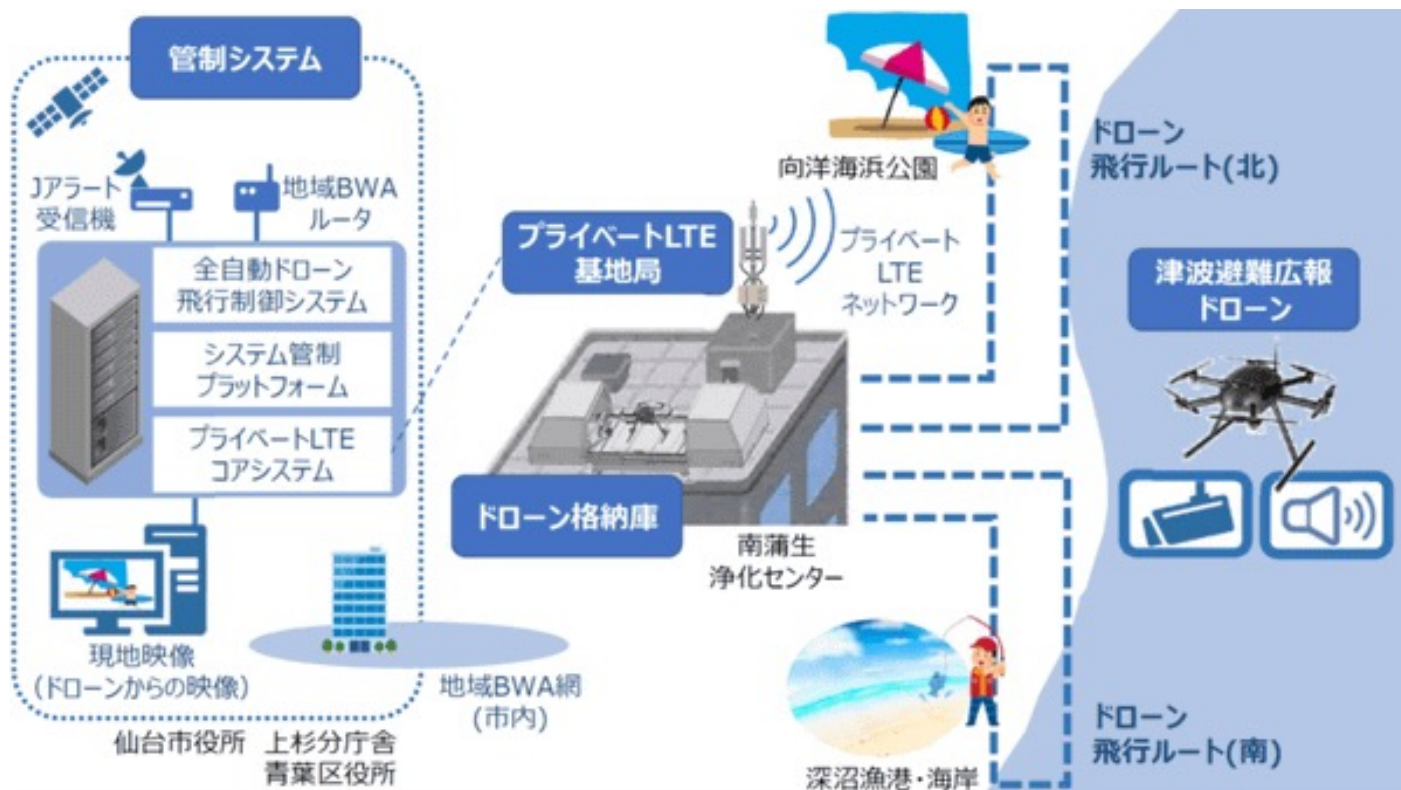 管制システム
Jアラート
受信機
地域BWA
ルータ
全自動ドローン
飛行制御システム
システム管制
プラットフォーム
プライベートLTE
コアシステム
現地映像
(ドローンからの映像)
地域BWA網
(市内)
仙台市役所
上杉分庁舎
青葉区役所
プライベートLTE
基地局
プライベート
LTE
ネットワーク
ドローン格納庫
南蒲生
浄化センター
向洋海浜公園
深沼漁港・海岸
ドローン
飛行ルート(北)
津波避難広報
ドローン
ドローン
飛行ルート(南)